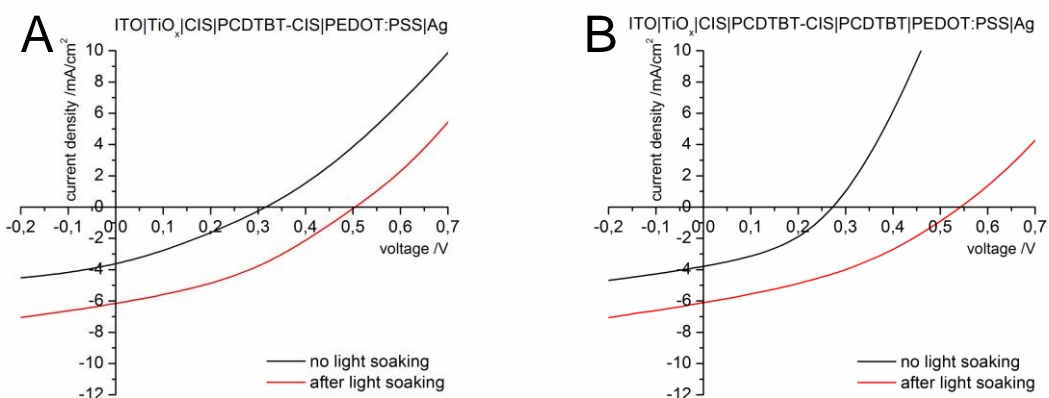 A
ITO|TiOx|CIS|PCDTBT-CIS|PEDOT:PSS|Ag
current density /mA/cm²
10
8
6
4
2
0
-2
-4
-6
-8
-10
-12
-0,2 -0,1 0,0 0,1 0,2 0,3 0,4 0,5 0,6 0,7
voltage /V
no light soaking
after light soaking
B
ITO|TiOx|CIS|PCDTBT-CIS|PCDTBT|PEDOT:PSS|Ag
current density /mA/cm²
10
8
6
4
2
0
-2
-4
-6
-8
-10
-12
-0,2 -0,1 0,0 0,1 0,2 0,3 0,4 0,5 0,6 0,7
voltage /V
no light soaking
after light soaking